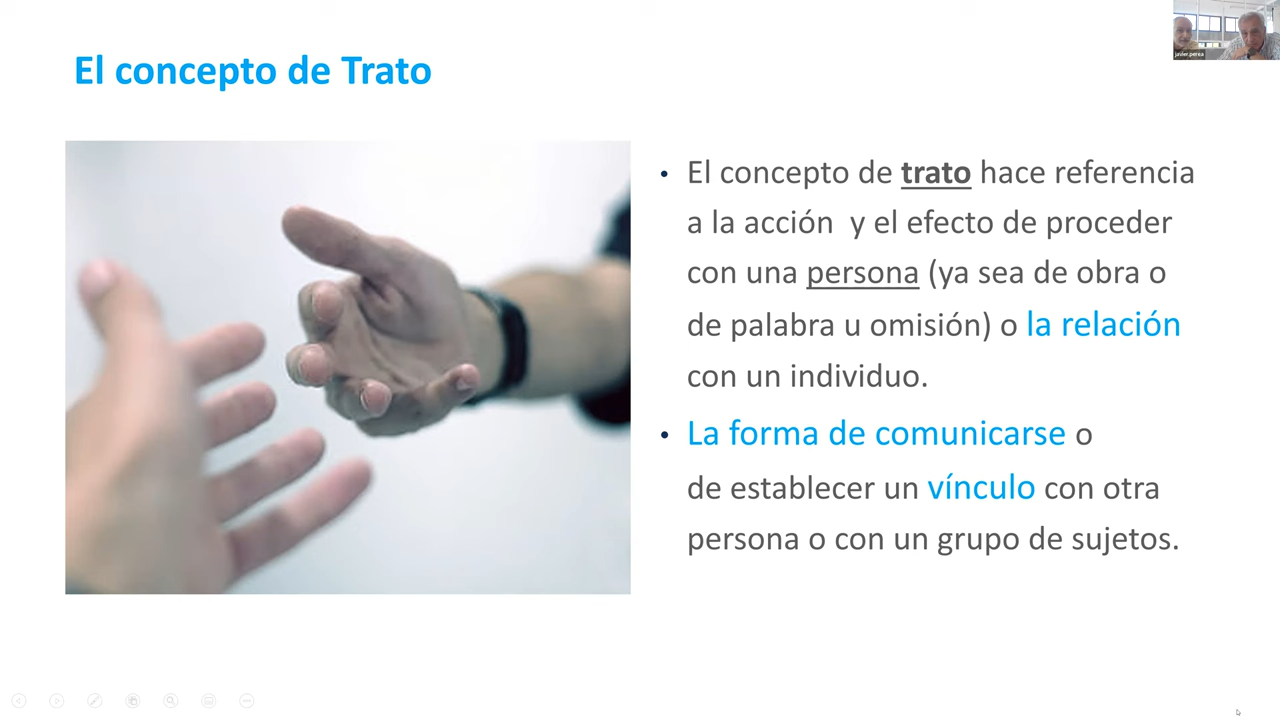 El concepto de Trato
javier.perea
• El concepto de trato hace referencia
a la acción y el efecto de proceder
con una persona (ya sea de obra o
de palabra u omisión) o la relación
con un individuo.
• La forma de comunicarse o
de establecer un vínculo con otra
persona o con un grupo de sujetos.